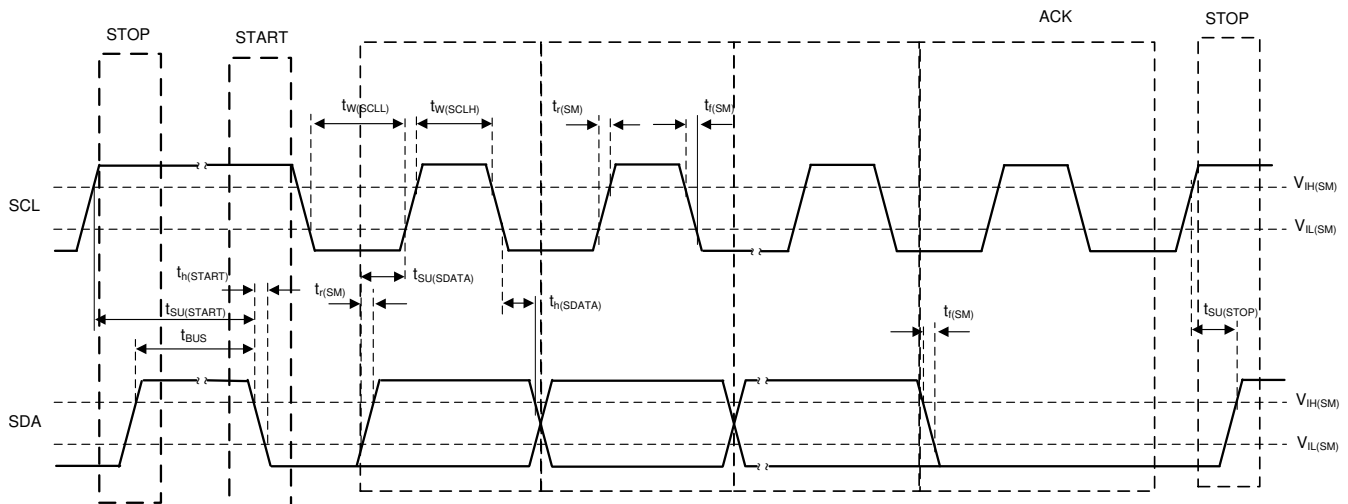 STOP
START
ACK
STOP
tW(SCLL)
tW(SCLH)
tr(SM)
tf(SM)
SCL
VIH(SM)
VIL(SM)
th(START)
tr(SM)
tSU(SDATA)
th(SDATA)
tSU(START)
tBUS
tf(SM)
tSU(STOP)
SDA
VIH(SM)
VIL(SM)